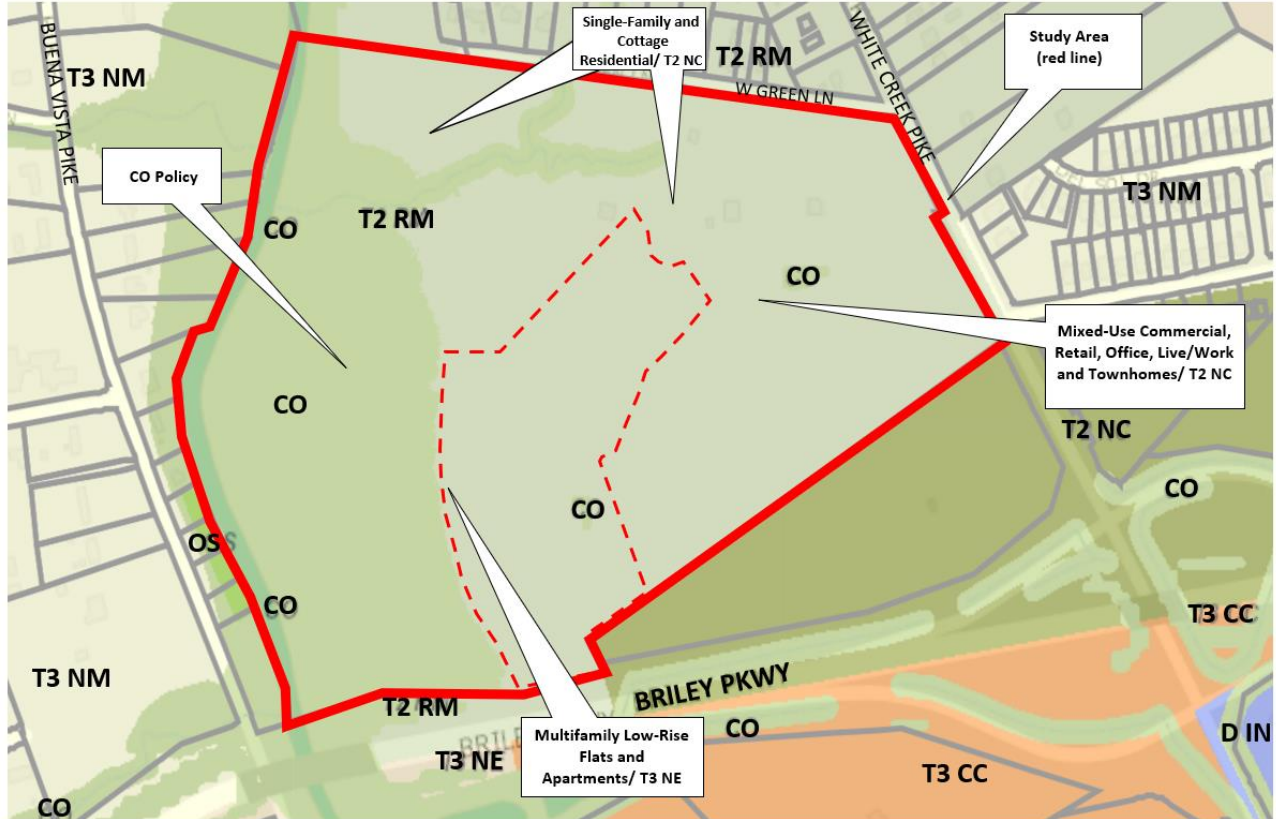 Single-Family and
Cottage
Residential/ T2 NC
Study Area
(red line)
BUENA VISTA PIKE
T3 NM
T2 RM
WHITE CREEK PIKE
W GREEN LN
CO Policy
T3 NM
CO
T2 RM
CO
Mixed-Use Commercial,
Retail, Office, Live/Work
and Townhomes/ T2 NC
CO
T2 NC
CO
CO
OS
CO
T3 CC
T3 NM
T2 RM
BRILEY PKWY
CO
Multifamily Low-Rise
Flats and
Apartments/ T3 NE
T3 NE
D IN
T3 CC
CO